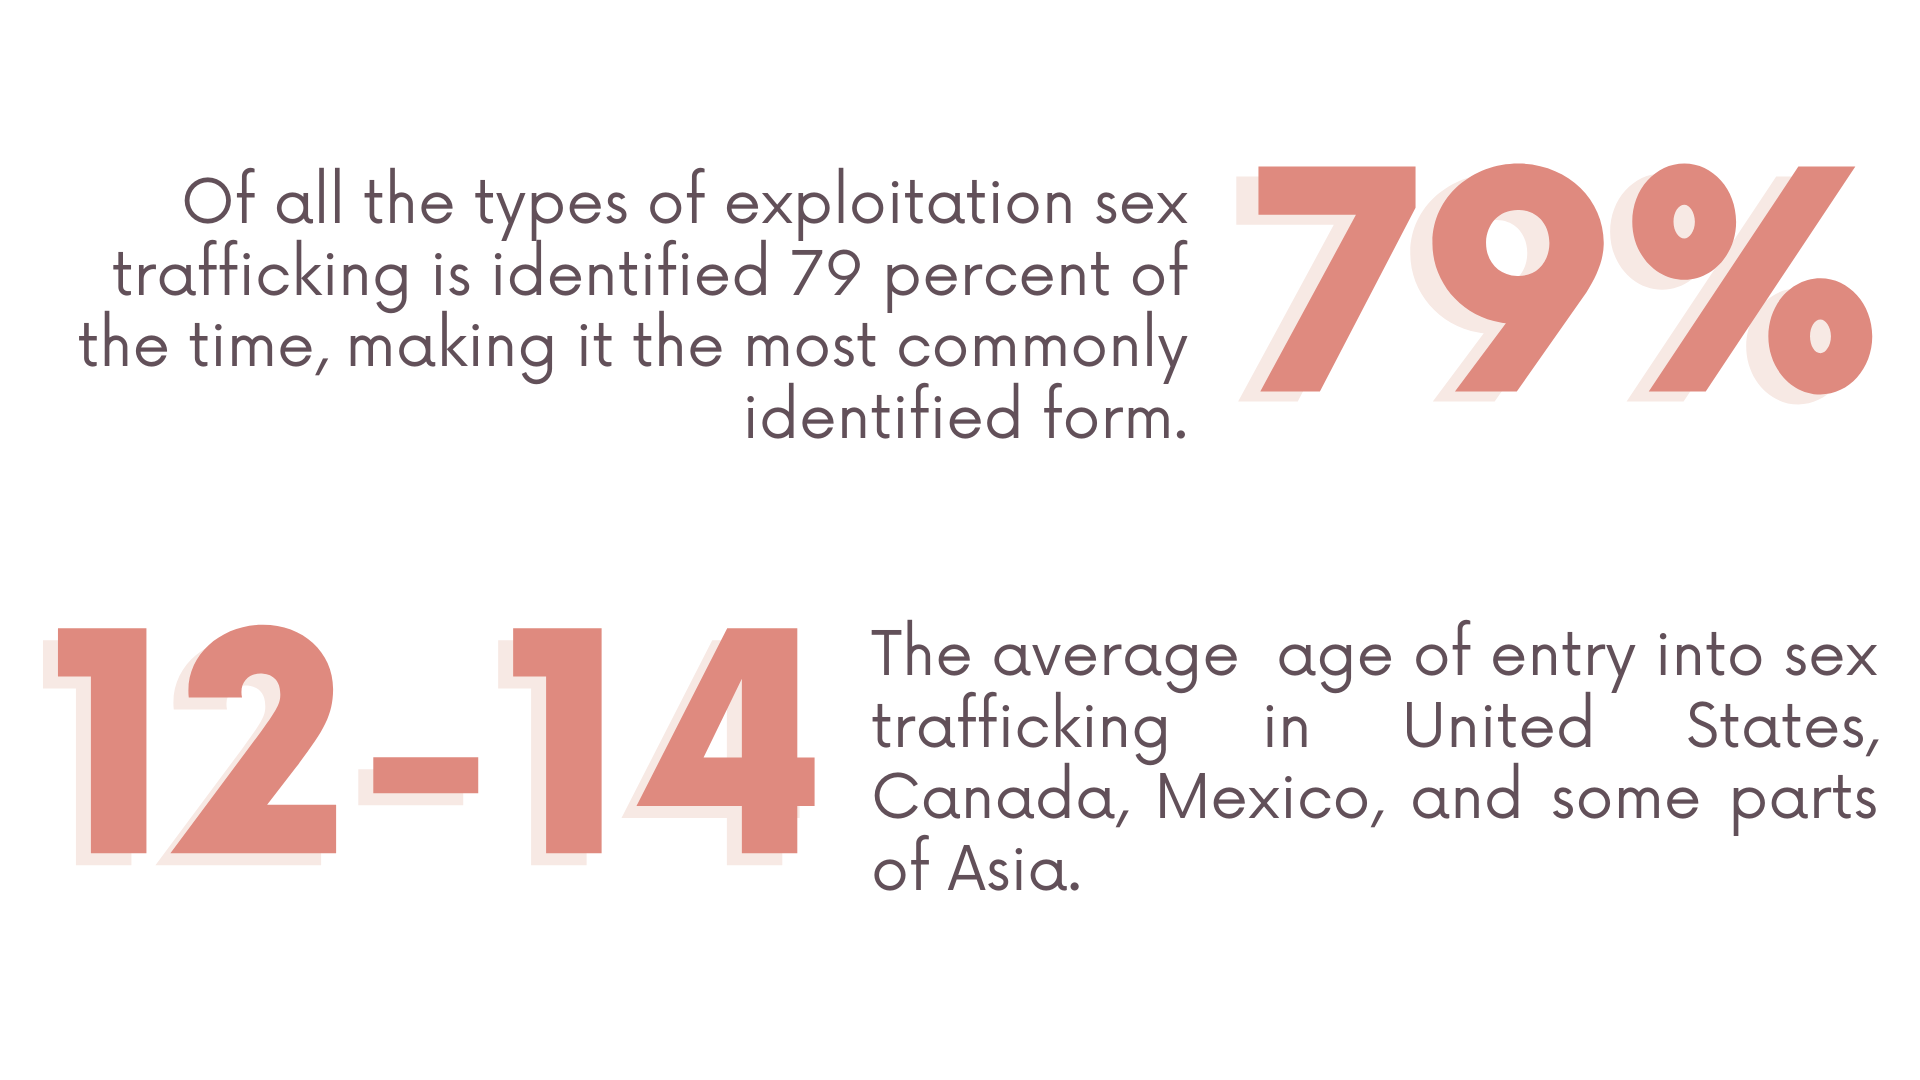 Of all the types of exploitation sex
trafficking is identified 79 percent of
the time, making it the most commonly
identified form.
79%
12-14
The average  age of entry into sex
trafficking in United States,
Canada, Mexico, and some parts
of Asia.